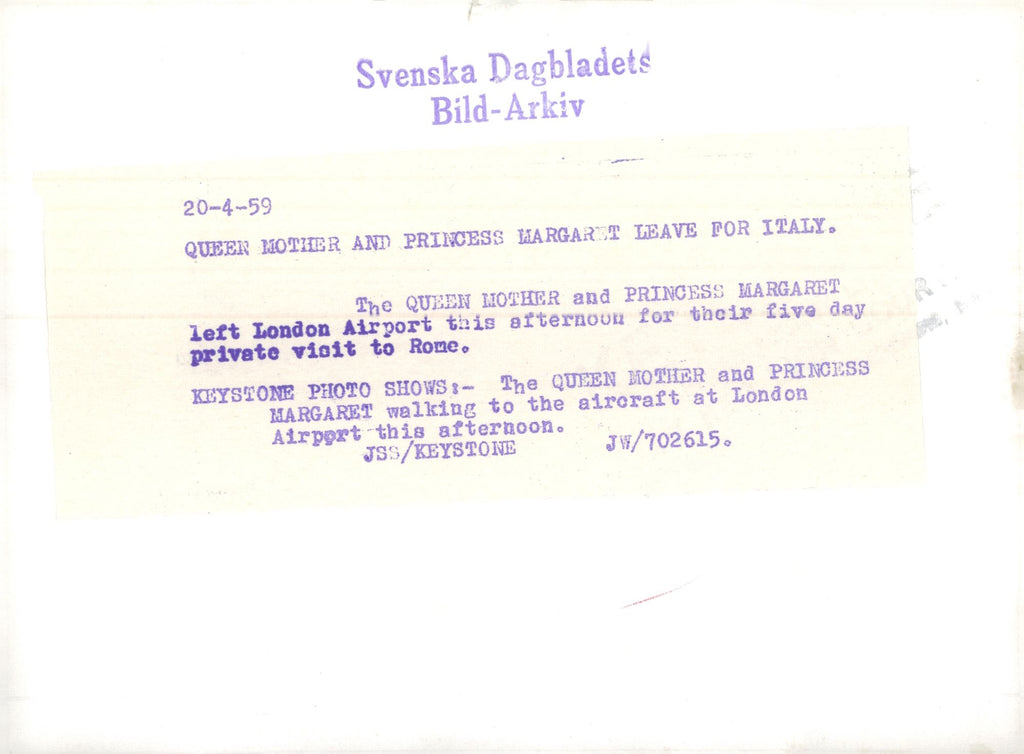 Svenska Dagbladets
Bild-Arkiv
20-4-59
QUEEN MOTHER AND PRINCESS MARGARET LEAVE FOR ITALY.
The QUEEN MOTHER and PRINCESS MARGARET
left London Airport this afternoon for their five day
private visit to Rome.
KEYSTONE PHOTO SHOWS:- The QUEEN MOTHER and PRINCESS
MARGARET walking to the aircraft at London
Airport this afternoon.
JSS/KEYSTONE JW/702615.